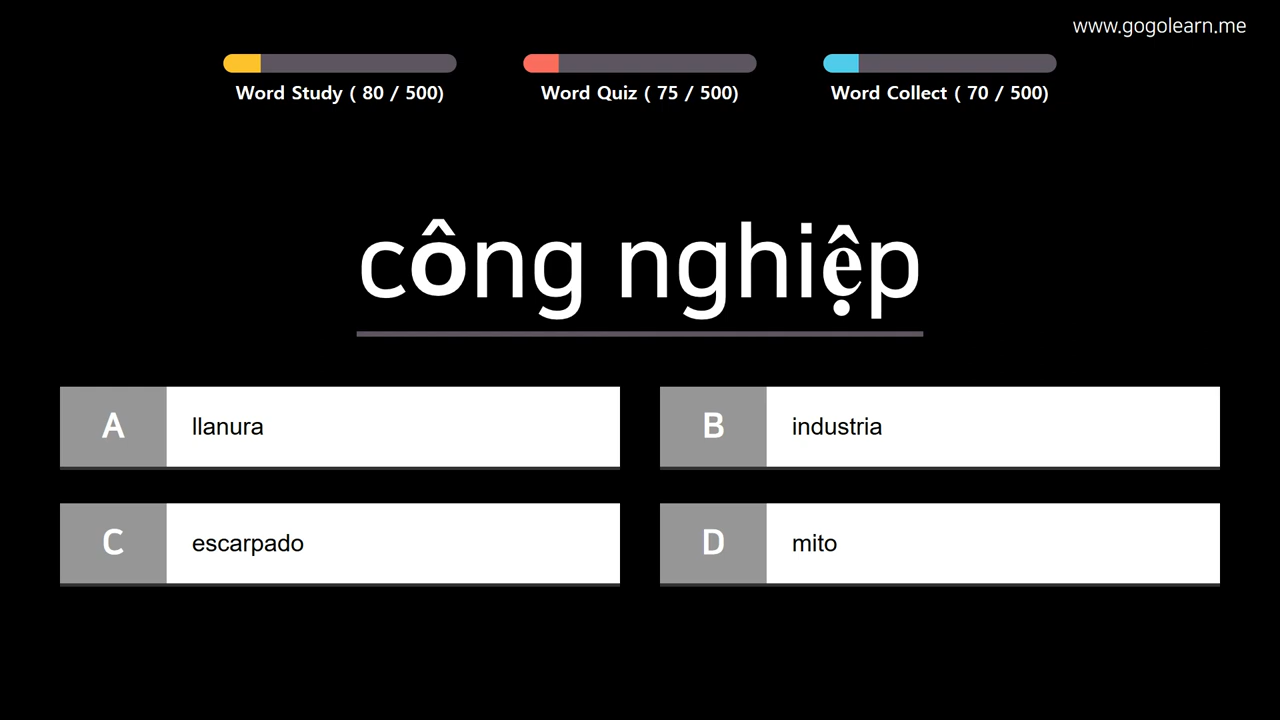 www.gogolearn.me
Word Study ( 80 / 500)
Word Quiz ( 75 / 500)
Word Collect ( 70 / 500)
công nghiệp
A llanura
B industria
C escarpado
D mito